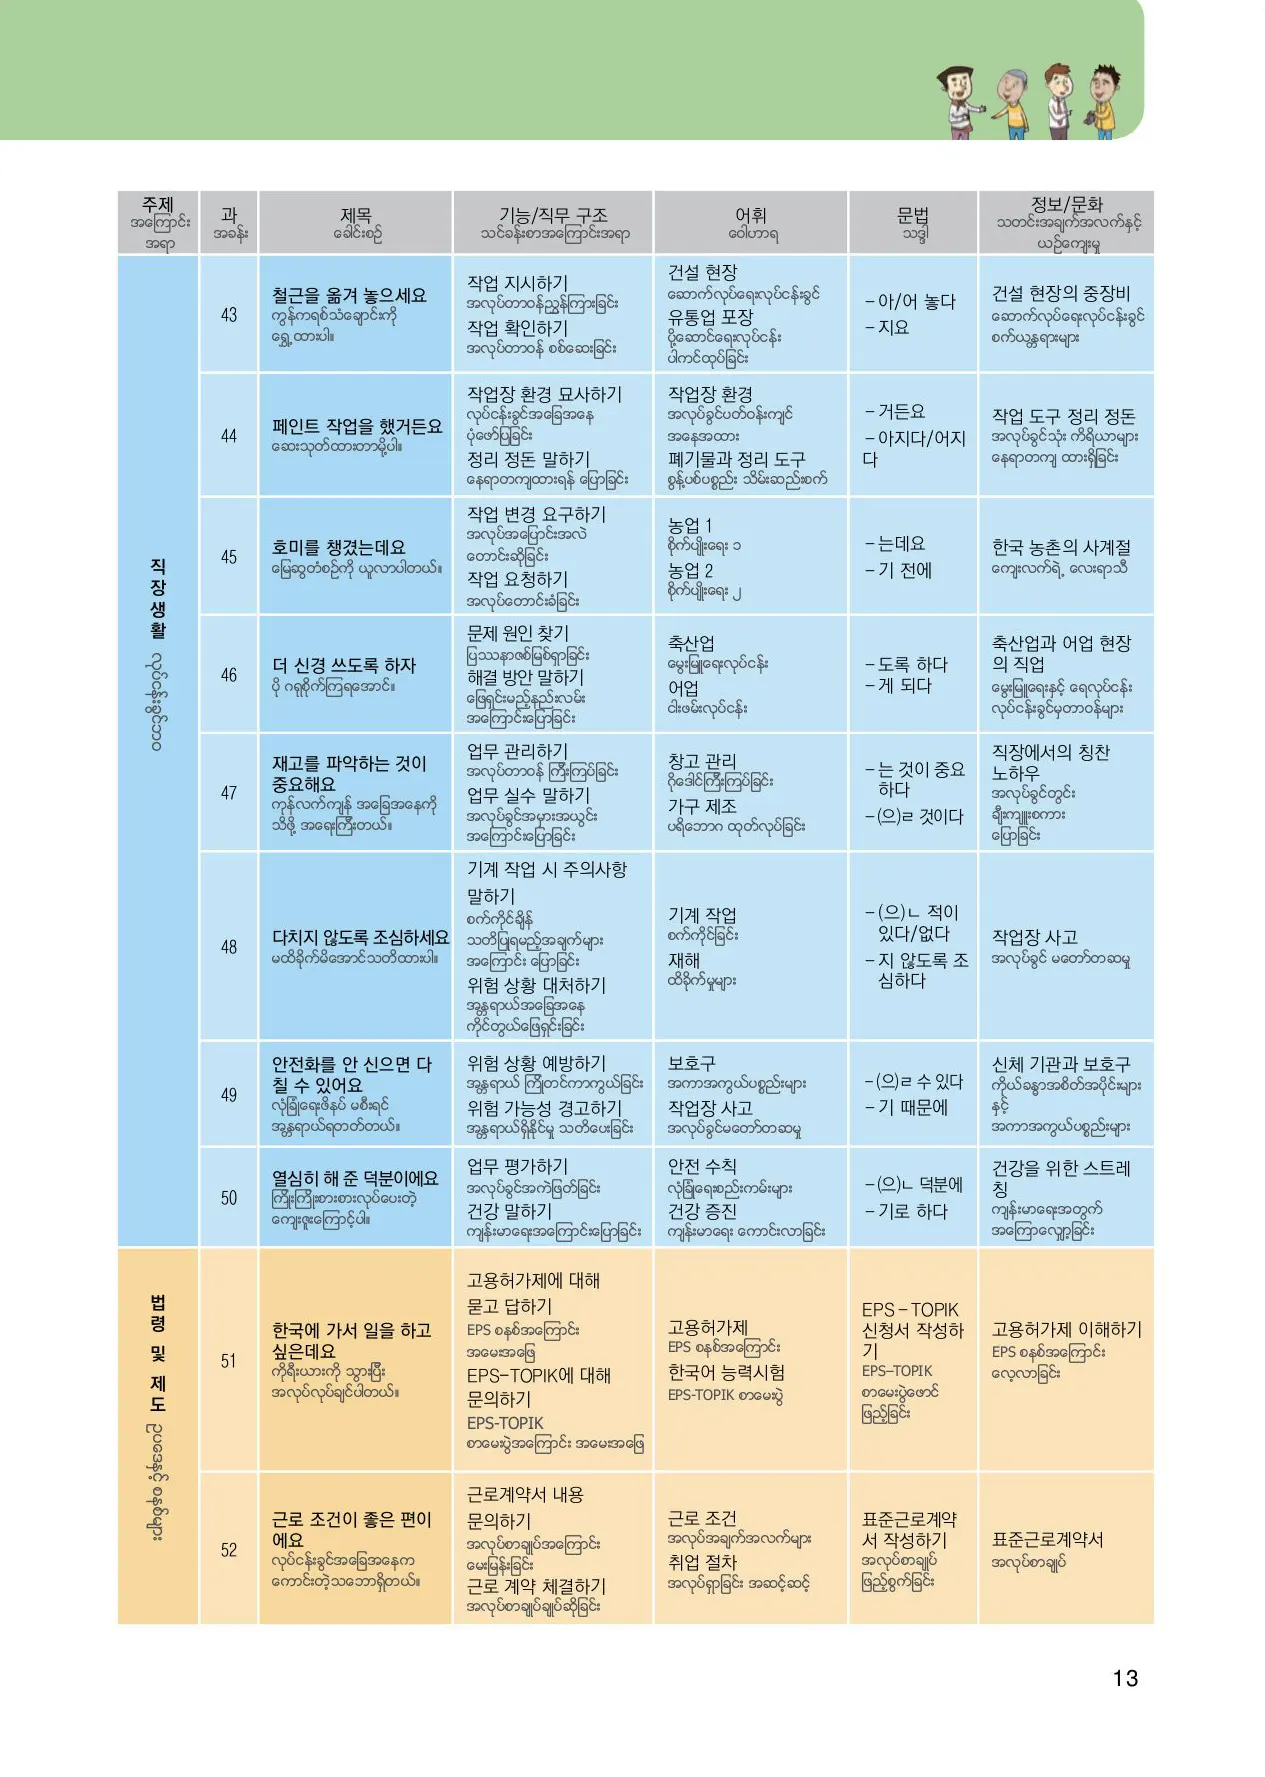 주제
အကြောင်း
အရာ
과
အခန်း
제목
ခေါင်းစဉ်
기능/직무 구조
သင်ခန်းစာအကြောင်းအရာ
어휘
ဝေါဟာရ
문법
သဒ္ဒါ
정보/문화
သတင်းအချက်အလက်နှင့်
ယဉ်ကျေးမှု
직장생활
လုပ်ငန်းခွင်ဘဝ
43
철근을 옮겨 놓으세요
ကွန်ကရစ်သံချောင်းကို
ရွှေ့ထားပါ။
작업 지시하기
အလုပ်တာဝန်ညွှန်ကြားခြင်း
작업 확인하기
အလုပ်တာဝန် စစ်ဆေးခြင်း
건설 현장
ဆောက်လုပ်ရေးလုပ်ငန်းခွင်
유통업 포장
ပို့ဆောင်ရေးလုပ်ငန်း
ပါကင်ထုပ်ခြင်း
–아/어 놓다
–지요
건설 현장의 중장비
ဆောက်လုပ်ရေးလုပ်ငန်းခွင်
စက်ယန္တရားများ
44
페인트 작업을 했거든요
ဆေးသုတ်ထားတာမို့ပါ။
작업장 환경 묘사하기
လုပ်ငန်းခွင်အခြေအနေ
ပုံဖော်ပြခြင်း
정리 정돈 말하기
နေရာတကျထားရန် ပြောခြင်း
작업장 환경
အလုပ်ခွင်ပတ်ဝန်းကျင်
အနေအထား
폐기물과 정리 도구
စွန့်ပစ်ပစ္စည်း သိမ်းဆည်းစက်
–거든요
–아지다/어지
다
작업 도구 정리 정돈
အလုပ်ခွင်သုံး ကိရိယာများ
နေရာတကျ ထားရှိခြင်း
45
호미를 챙겼는데요
မြေဆွတံစဉ်ကို ယူလာပါတယ်။
작업 변경 요구하기
အလုပ်အပြောင်းအလဲ
တောင်းဆိုခြင်း
작업 요청하기
အလုပ်တောင်းခံခြင်း
농업 1
စိုက်ပျိုးရေး ၁
농업 2
စိုက်ပျိုးရေး ၂
–는데요
–기 전에
한국 농촌의 사계절
ကျေးလက်ရဲ့ လေးရာသီ
46
더 신경 쓰도록 하자
ပို ဂရုစိုက်ကြရအောင်။
문제 원인 찾기
ပြဿနာဇစ်မြစ်ရှာခြင်း
해결 방안 말하기
ဖြေရှင်းမည့်နည်းလမ်း
အကြောင်းပြောခြင်း
축산업
မွေးမြူရေးလုပ်ငန်း
어업
ငါးဖမ်းလုပ်ငန်း
–도록 하다
–게 되다
축산업과 어업 현장
의 직업
မွေးမြူရေးနှင့် ရေလုပ်ငန်း
လုပ်ငန်းခွင်မှတာဝန်များ
47
재고를 파악하는 것이
중요해요
ကုန်လက်ကျန် အခြေအနေကို
သိဖို့ အရေးကြီးတယ်။
업무 관리하기
အလုပ်တာဝန် ကြီးကြပ်ခြင်း
업무 실수 말하기
အလုပ်ခွင်အမှားအယွင်း
အကြောင်းပြောခြင်း
창고 관리
ဂိုဒေါင်ကြီးကြပ်ခြင်း
가구 제조
ပရိဘောဂ ထုတ်လုပ်ခြင်း
–는 것이 중요
하다
–(으)ㄹ 것이다
직장에서의 칭찬
노하우
အလုပ်ခွင်တွင်း
ချီးကျူးစကား
ပြောခြင်း
48
다치지 않도록 조심하세요
မထိခိုက်မိအောင်သတိထားပါ။
기계 작업 시 주의사항
말하기
စက်ကိုင်ချိန်
သတိပြုရမည့်အချက်များ
အကြောင်း ပြောခြင်း
위험 상황 대처하기
အန္တရာယ်အခြေအနေ
ကိုင်တွယ်ဖြေရှင်းခြင်း
기계 작업
စက်ကိုင်ခြင်း
재해
ထိခိုက်မှုများ
–(으)ㄴ 적이
있다/없다
–지 않도록 조
심하다
작업장 사고
အလုပ်ခွင် မတော်တဆမှု
49
안전화를 안 신으면 다
칠 수 있어요
လုံခြုံရေးဖိနပ် မစီးရင်
အန္တရာယ်ရတတ်တယ်။
위험 상황 예방하기
အန္တရာယ် ကြိုတင်ကာကွယ်ခြင်း
위험 가능성 경고하기
အန္တရာယ်ရှိနိုင်မှု သတိပေးခြင်း
보호구
အကာအကွယ်ပစ္စည်းများ
작업장 사고
အလုပ်ခွင်မတော်တဆမှု
–(으)ㄹ 수 있다
–기 때문에
신체 기관과 보호구
ကိုယ်ခန္ဓာအစိတ်အပိုင်းများ
နှင့်
အကာအကွယ်ပစ္စည်းများ
50
열심히 해 준 덕분이에요
ကြိုးကြိုးစားစားလုပ်ပေးတဲ့
ကျေးဇူးကြောင့်ပါ။
업무 평가하기
အလုပ်ခွင်အကဲဖြတ်ခြင်း
건강 말하기
ကျန်းမာရေးအကြောင်းပြောခြင်း
안전 수칙
လုံခြုံရေးစည်းကမ်းများ
건강 증진
ကျန်းမာရေး ကောင်းလာခြင်း
–(으)ㄴ 덕분에
–기로 하다
건강을 위한 스트레
칭
ကျန်းမာရေးအတွက်
အကြောလျှော့ခြင်း
법령 및 제도
ဥပဒေနှင့် စနစ်များ
51
한국에 가서 일을 하고
싶은데요
ကိုရီးယားကို သွားပြီး
အလုပ်လုပ်ချင်ပါတယ်။
고용허가제에 대해
묻고 답하기
EPS စနစ်အကြောင်း
အမေးအဖြေ
EPS–TOPIK에 대해
문의하기
EPS-TOPIK
စာမေးပွဲအကြောင်း အမေးအဖြေ
고용허가제
EPS စနစ်အကြောင်း
한국어 능력시험
EPS-TOPIK စာမေးပွဲ
EPS–TOPIK
신청서 작성하
기
EPS–TOPIK
စာမေးပွဲဖောင်
ဖြည့်ခြင်း
고용허가제 이해하기
EPS စနစ်အကြောင်း
လေ့လာခြင်း
52
근로 조건이 좋은 편이
에요
လုပ်ငန်းခွင်အခြေအနေက
ကောင်းတဲ့သဘောရှိတယ်။
근로계약서 내용
문의하기
အလုပ်စာချုပ်အကြောင်း
မေးမြန်းခြင်း
근로 계약 체결하기
အလုပ်စာချုပ်ချုပ်ဆိုခြင်း
근로 조건
အလုပ်အချက်အလက်များ
취업 절차
အလုပ်ရှာခြင်း အဆင့်ဆင့်
표준근로계약
서 작성하기
အလုပ်စာချုပ်
ဖြည့်စွက်ခြင်း
표준근로계약서
အလုပ်စာချုပ်
13